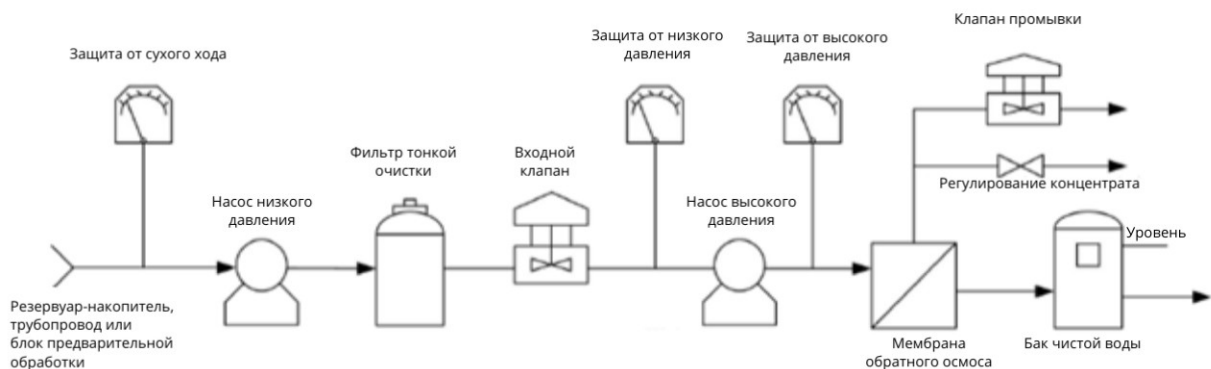 Защита от сухого хода
Защита от низкого
давления
Защита от высокого
давления
Клапан промывки
Фильтр тонкой
очистки
Входной
клапан
Насос низкого
давления
Насос высокого
давления
Регулирование концентрата
Уровень
Резервуар-накопитель,
трубопровод или
блок предварительной
обработки
Мембрана
обратного осмоса
Бак чистой воды